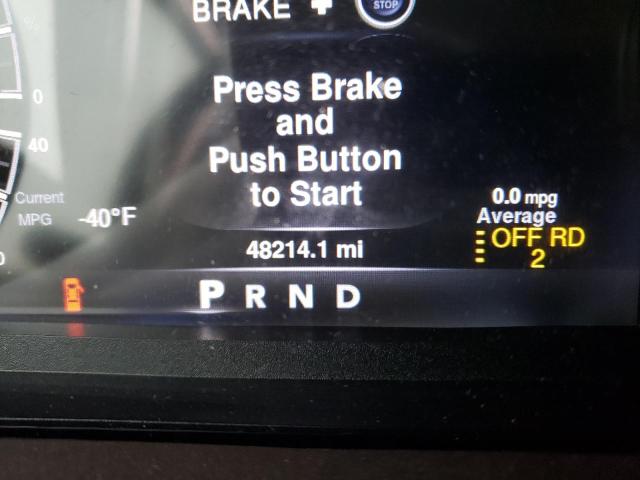 BRAKE +
STOP
Press Brake
and
Push Button
to Start
0
40
Current
MPG
-40°F
0.0 mpg
Average
OFF RD
2
48214.1 mi
0
P R N D